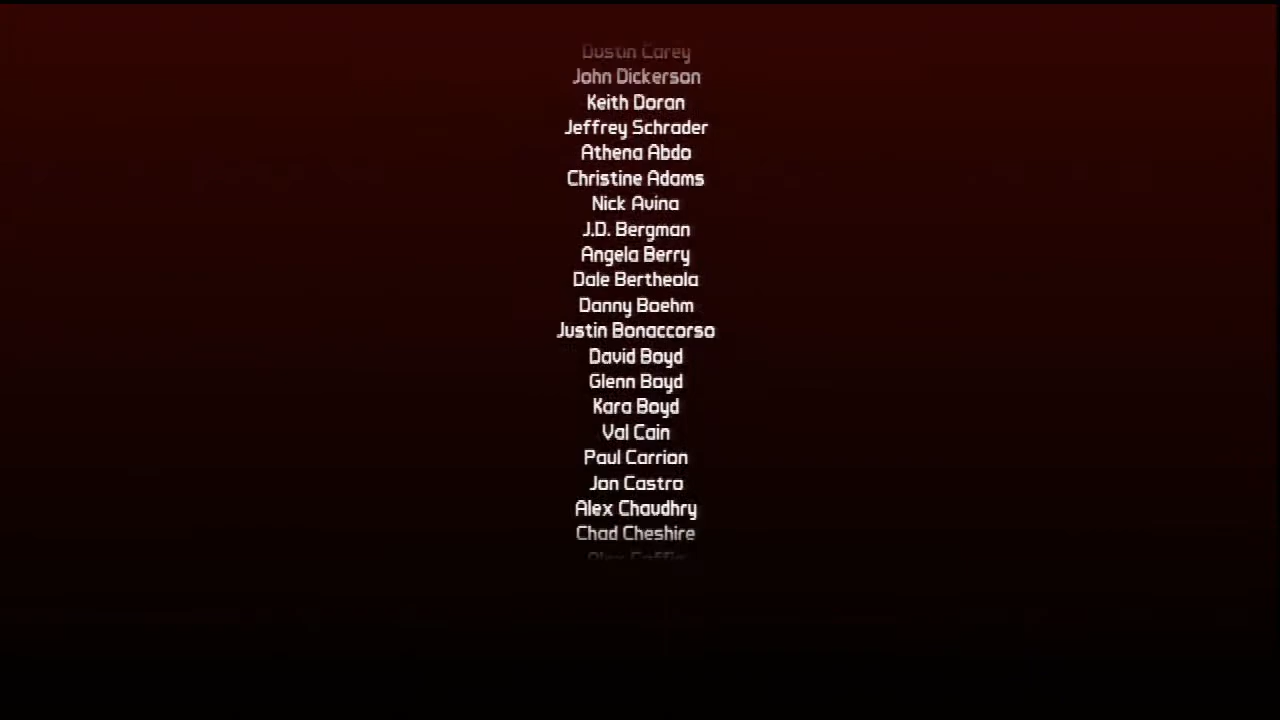 Dustin Carey
John Dickerson
Keith Doran
Jeffrey Schrader
Athena Abdo
Christine Adams
Nick Avina
J.D. Bergman
Angela Berry
Dale Bertheola
Danny Boehm
Justin Bonaccorso
David Boyd
Glenn Boyd
Kara Boyd
Val Cain
Paul Carrion
Jon Castro
Alex Chaudhry
Chad Cheshire